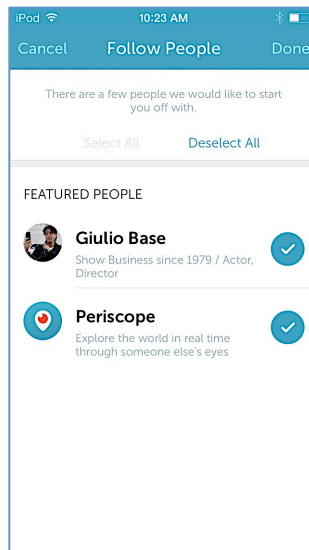 iPod 10:23 AM
Cancel Follow People Done
There are a few people we would like to start
you off with.
Select All Deselect All
FEATURED PEOPLE
Giulio Base
Show Business since 1979 / Actor,
Director
Periscope
Explore the world in real time
through someone else's eyes